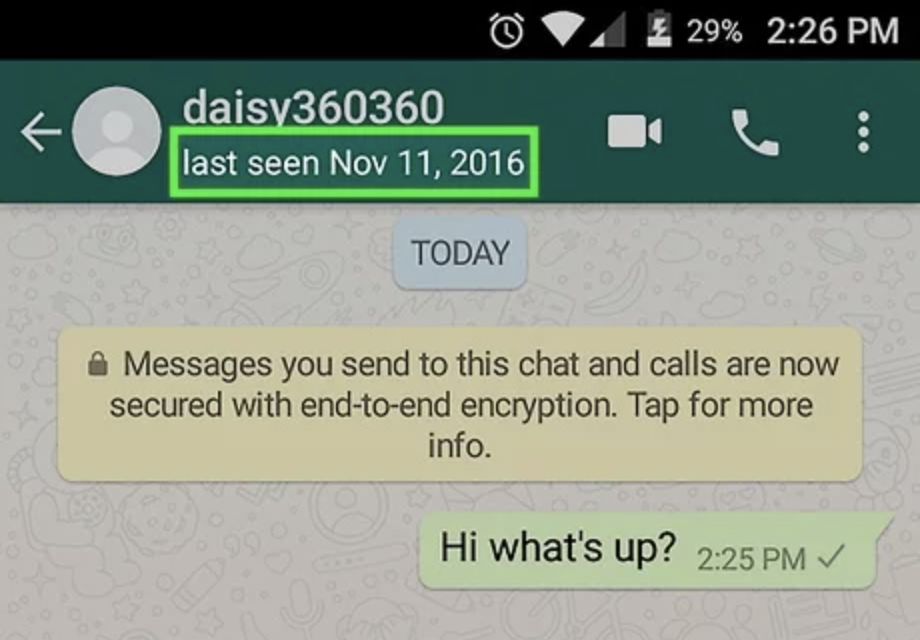 29% 2:26 PM
daisy360360
last seen Nov 11, 2016
TODAY
Messages you send to this chat and calls are now
secured with end-to-end encryption. Tap for more
info.
Hi what's up? 2:25 PM